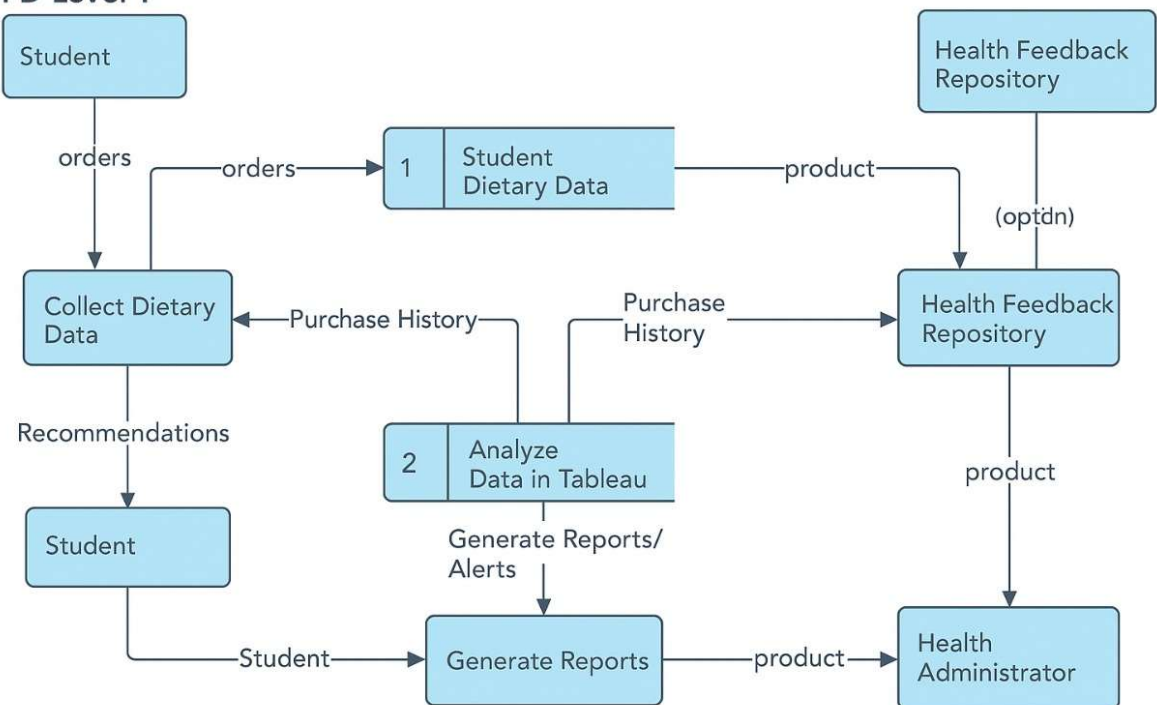 Student
Health Feedback
Repository
orders
orders
1
Student
Dietary Data
product
(optdn)
Collect Dietary
Data
Purchase History
Purchase
History
Health Feedback
Repository
Recommendations
2
Analyze
Data in Tableau
product
Student
Generate Reports/
Alerts
Student
Generate Reports
product
Health
Administrator